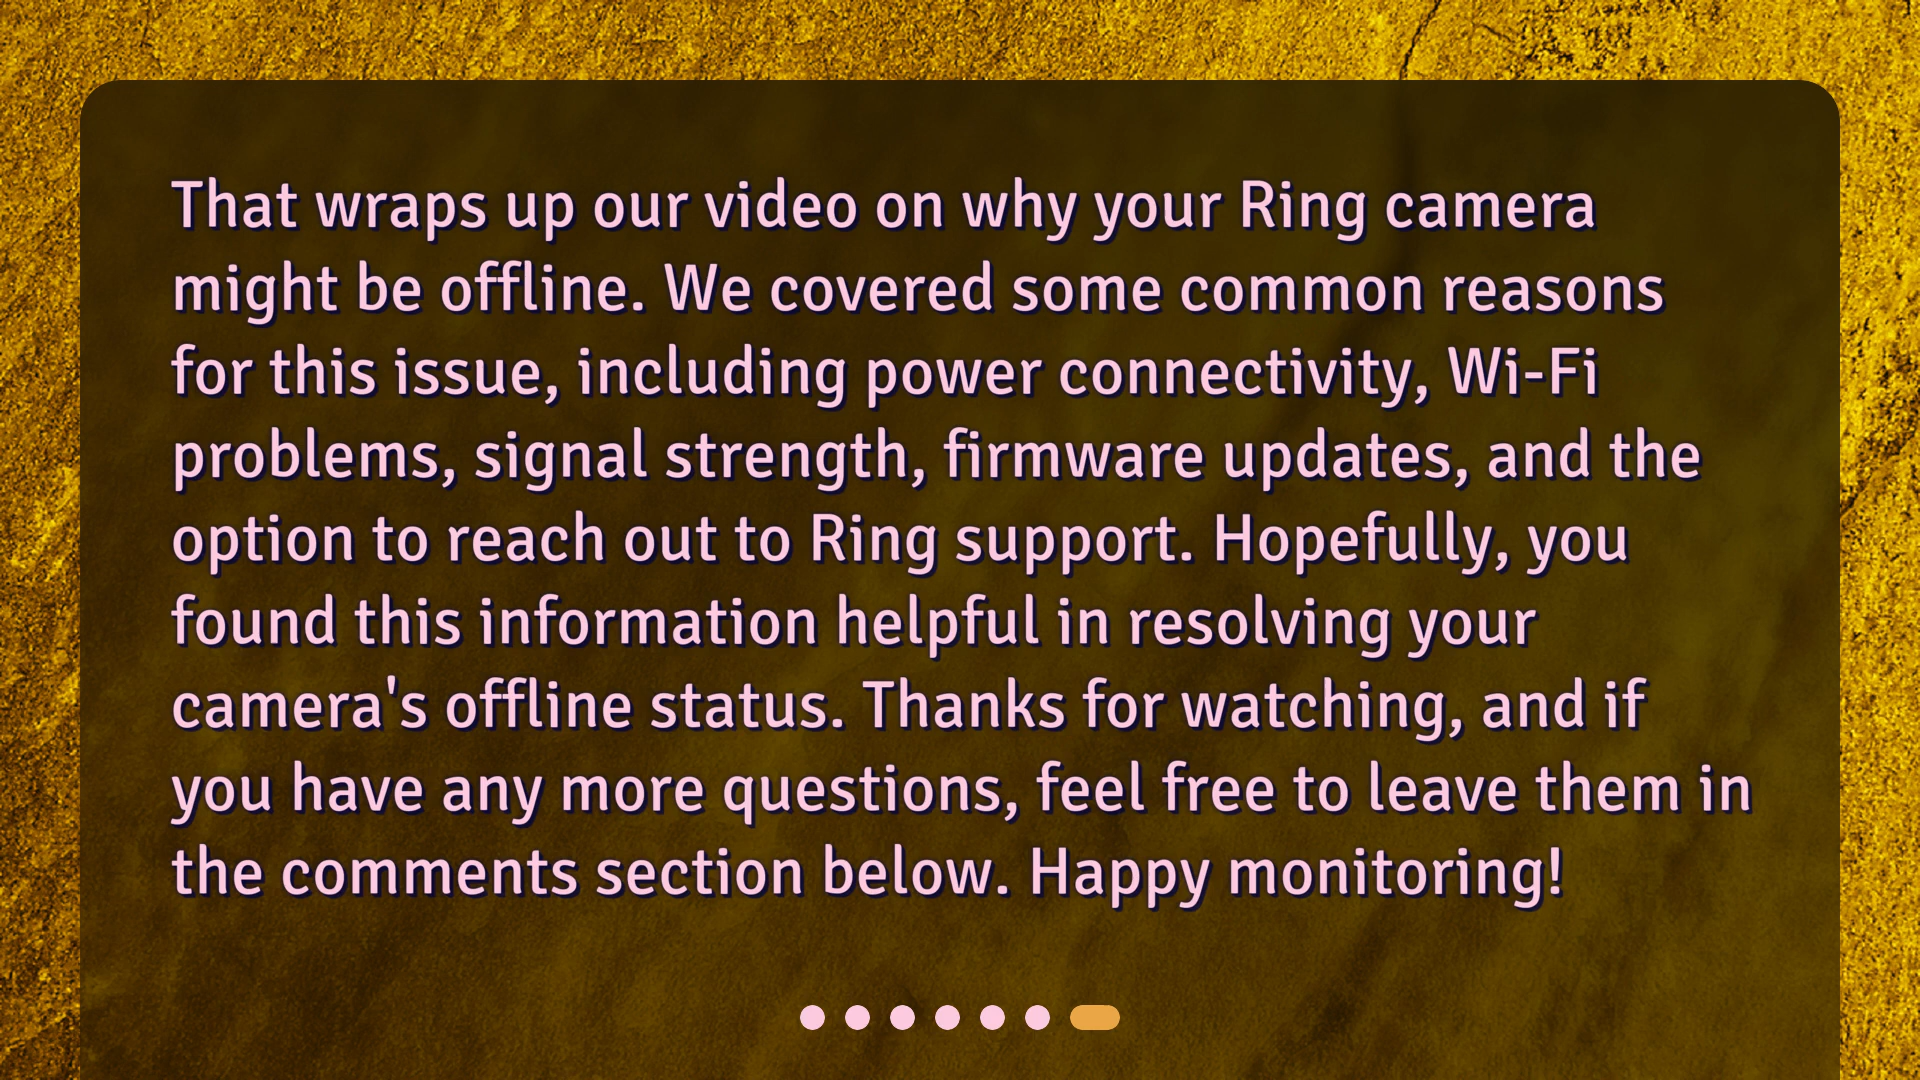 That wraps up our video on why your Ring camera
might be offline. We covered some common reasons
for this issue, including power connectivity, Wi-Fi
problems, signal strength, firmware updates, and the
option to reach out to Ring support. Hopefully, you
found this information helpful in resolving your
camera's offline status. Thanks for watching, and if
you have any more questions, feel free to leave them in
the comments section below. Happy monitoring!